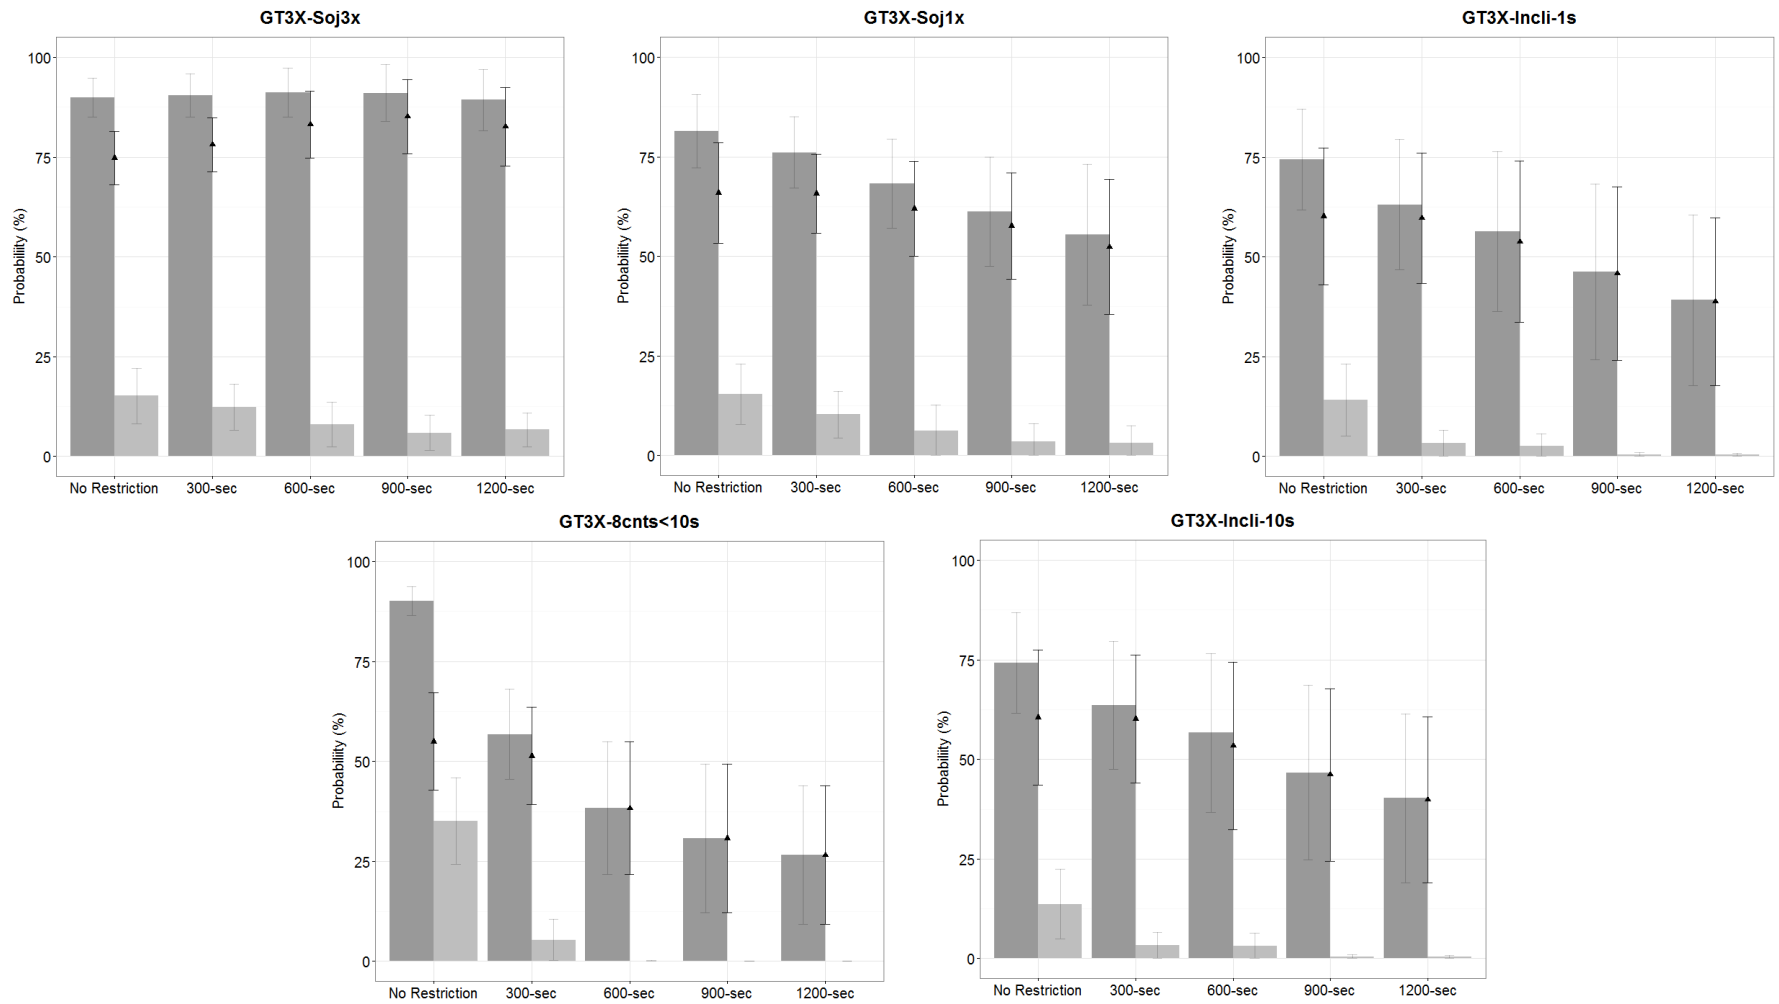 GT3X-Soj3x
Probability (%)
100
75
50
25
0
No Restriction 300-sec 600-sec 900-sec 1200-sec
GT3X-Soj1x
Probability (%)
100
75
50
25
0
No Restriction 300-sec 600-sec 900-sec 1200-sec
GT3X-Incli-1s
Probability (%)
100
75
50
25
0
No Restriction 300-sec 600-sec 900-sec 1200-sec
GT3X-8cnts<10s
Probability (%)
100
75
50
25
0
No Restriction 300-sec 600-sec 900-sec 1200-sec
GT3X-Incli-10s
Probability (%)
100
75
50
25
0
No Restriction 300-sec 600-sec 900-sec 1200-sec